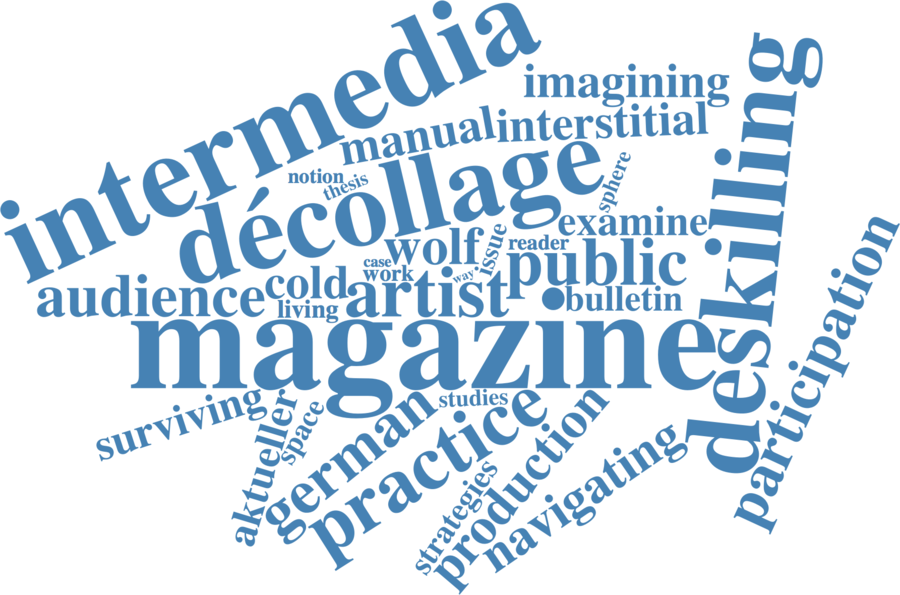 intermedia
imagining
manual
interstitial
deskilling
notion
thesis
décollage
sphere
examine
wolf
issue
reader
public
case
work
way
audience
cold
living
artist
bulletin
participation
magazine
surviving
aktueller
space
german
studies
practice
strategies
production
navigating